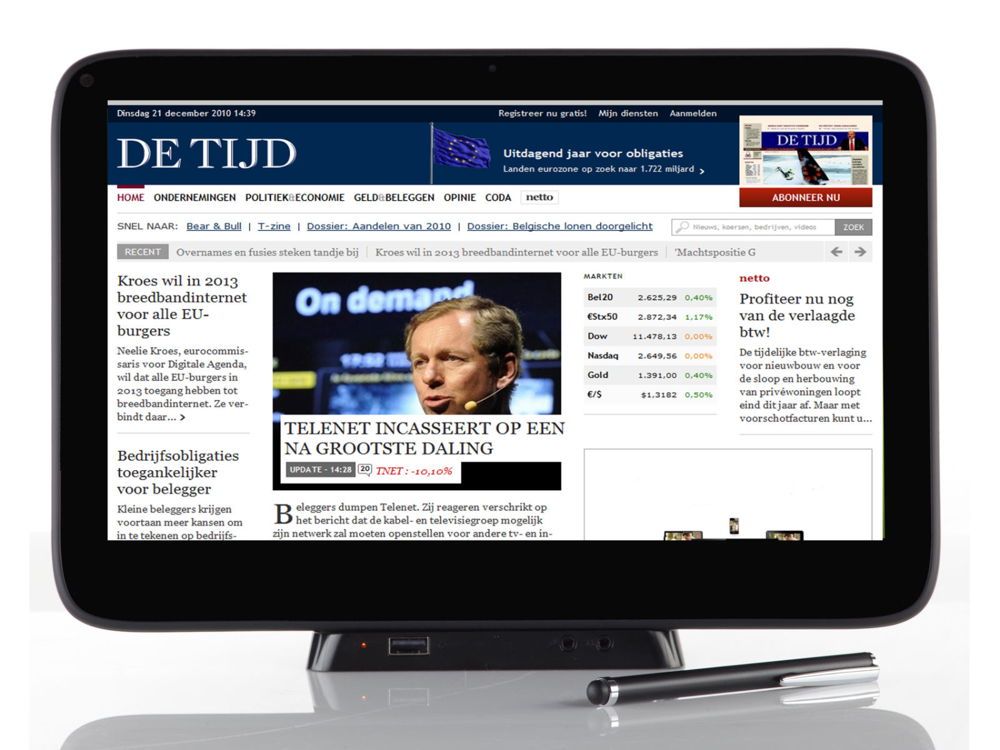 Dinsdag 21 december 2010 14:39
Registreer nu gratis! Mijn diensten Aanmelden
DE TIJD
Uitdagend jaar voor obligaties
Landen eurozone op zoek naar 1.722 miljard >
DE TIJD
HOME ONDERNEMINGEN POLITIEK&ECONOMIE GELD&BELEGGEN OPINIE CODA netto
ABONNEER NU
SNEL NAAR: Bear & Bull | T-zine | Dossier: Aandelen van 2010 | Dossier: Belgische lonen doorgelicht
Nieuws, koersen, bedrijven, videos ZOEK
RECENT Overnames en fusies steken tandje bij | Kroes wil in 2013 breedbandinternet voor alle EU-burgers | 'Machtspositie G
Kroes wil in 2013
breedbandinternet
voor alle EU-
burgers
Neelie Kroes, eurocommis-
saris voor Digitale Agenda,
wil dat alle EU-burgers in
2013 toegang hebben tot
breedbandinternet. Ze ver-
bindt daar... >
Bedrijfsobligaties
toegankelijker
voor belegger
Kleine beleggers krijgen
voortaan meer kansen om
in te tekenen op bedrijfs-
On demand
TELENET INCASSEERT OP EEN
NA GROOTSTE DALING
UPDATE - 14:28 20 TNET : -10,10%
Beleggers dumpen Telenet. Zij reageren verschrikt op
het bericht dat de kabel- en televisiegroep mogelijk
zijn netwerk zal moeten openstellen voor andere tv- en in-
MARKTEN
Bel20 2.625,29 0,40%
€Stx50 2.872,34 1,17%
Dow 11.478,13 0,00%
Nasdaq 2.649,56 0,00%
Gold 1.391,00 0,40%
€/$ $1,3182 0,50%
netto
Profiteer nu nog
van de verlaagde
btw!
De tijdelijke btw-verlaging
voor nieuwbouw en voor
de sloop en herbouwing
van privéwoningen loopt
eind dit jaar af. Maar met
voorschotfacturen kunt u...